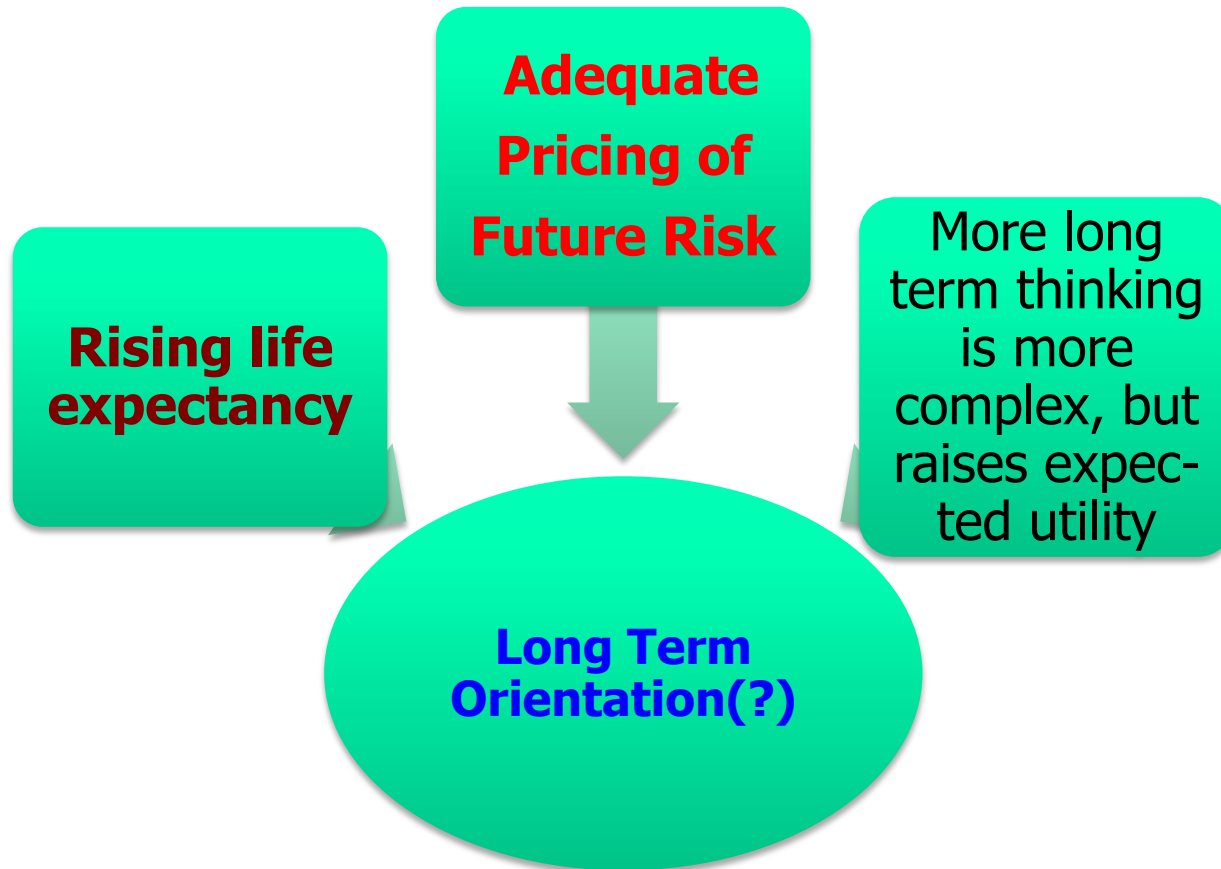 Adequate
Pricing of
Future Risk
Rising life
expectancy
More long
term thinking
is more
complex, but
raises expec-
ted utility
Long Term
Orientation(?)